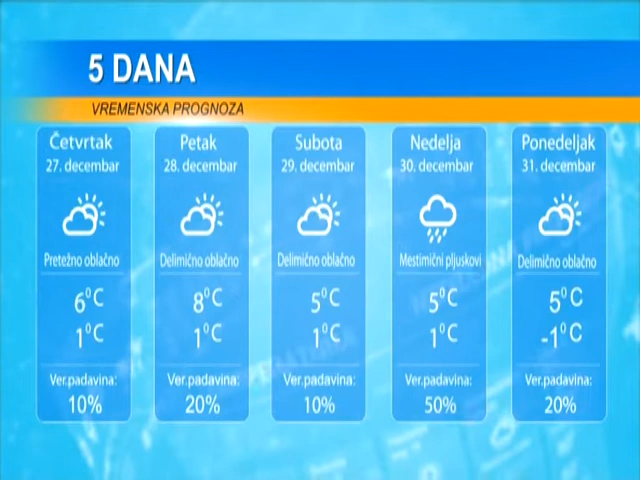 5 DANA
VREMENSKA PROGNOZA
Četvrtak
27. decembar
Pretežno oblačno
6°C
1°C
Ver.padavina:
10%
Petak
28. decembar
Delimično oblačno
8°C
1°C
Ver.padavina:
20%
Subota
29. decembar
Delimično oblačno
5°C
1°C
Ver.padavina:
10%
Nedelja
30. decembar
Mestimični pljuskovi
5°C
1°C
Ver.padavina:
50%
Ponedeljak
31. decembar
Delimično oblačno
5°C
-1°C
Ver.padavina:
20%